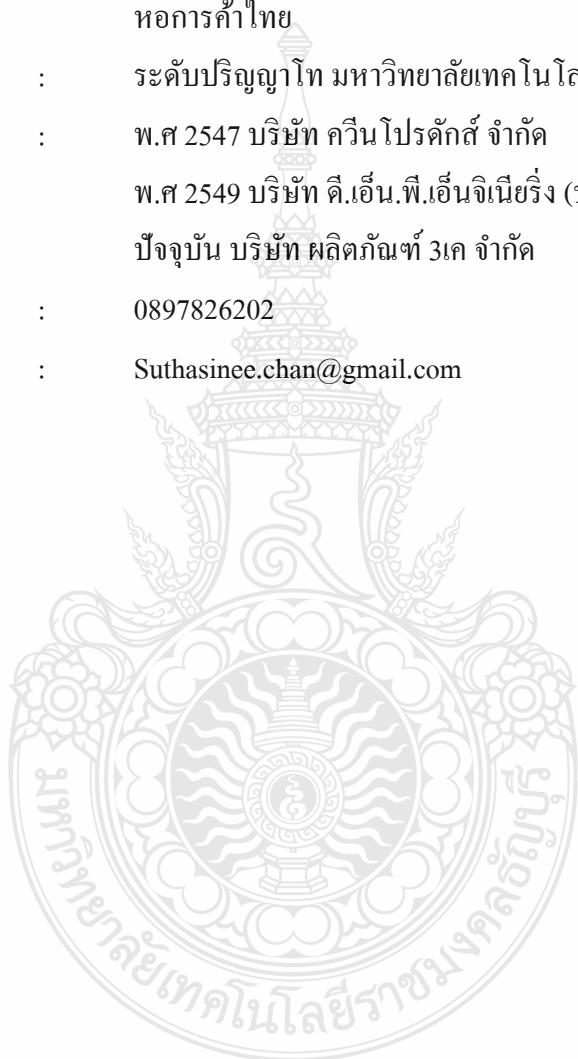 หอการค้าไทย
: ระดับปริญญาโท มหาวิทยาลัยเทคโนโล
: พ.ศ 2547 บริษัท ควีนโปรดักส์ จำกัด
พ.ศ 2549 บริษัท ดี.เอ็น.พี.เอ็นจิเนียริ่ง (
ปัจจุบัน บริษัท ผลิตภัณฑ์ 3เค จำกัด
: 0897826202
: Suthasinee.chan@gmail.com
มหาวิทยาลัยเทคโนโลยีราชมงคลธัญบุรี